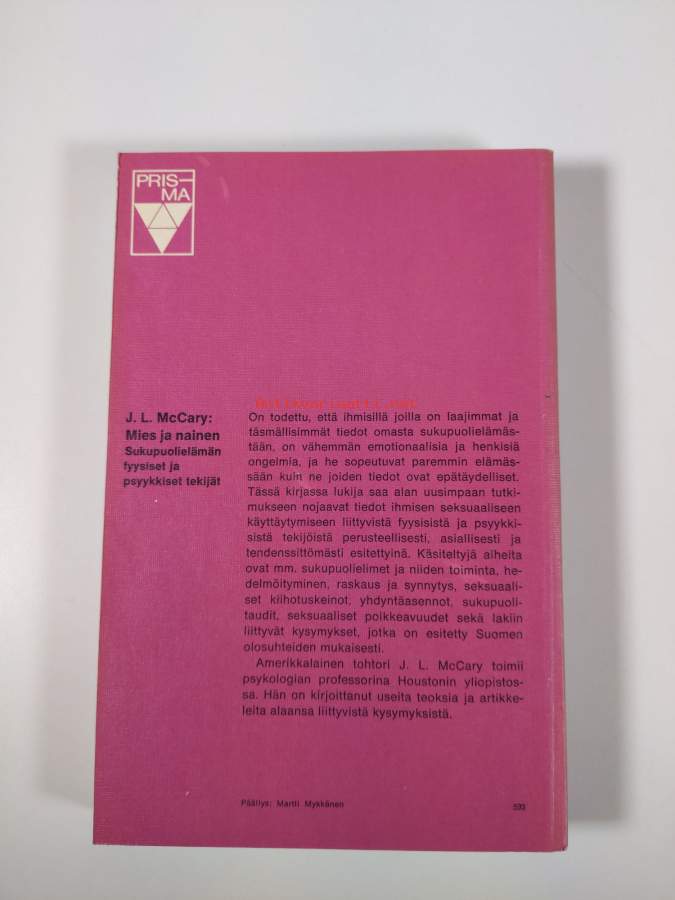 PRIS–
MA
J. L. McCary:
Mies ja nainen
Sukupuolielämän
fyysiset ja
psyykkiset tekijät
On todettu, että ihmisillä joilla on laajimmat ja
täsmällisimmät tiedot omasta sukupuolielämäs-
tään, on vähemmän emotionaalisia ja henkisiä
ongelmia, ja he sopeutuvat paremmin elämäs-
sään kuin ne joiden tiedot ovat epätäydelliset.
Tässä kirjassa lukija saa alan uusimpaan tutki-
mukseen nojaavat tiedot ihmisen seksuaaliseen
käyttäytymiseen liittyvistä fyysisistä ja psyykki-
sistä tekijöistä perusteellisesti, asiallisesti ja
tendenssittömästi esitettyinä. Käsiteltyjä aiheita
ovat mm. sukupuolielimet ja niiden toiminta, he-
delmöityminen, raskaus ja synnytys, seksuaali-
set kiihotuskeinot, yhdyntäasennot, sukupuoli-
taudit, seksuaaliset poikkeavuudet sekä lakiin
liittyvät kysymykset, jotka on esitetty Suomen
olosuhteiden mukaisesti.
Amerikkalainen tohtori J. L. McCary toimii
psykologian professorina Houstonin yliopistos-
sa. Hän on kirjoittanut useita teoksia ja artikke-
leita alaansa liittyvistä kysymyksistä.
Päällys: Martti Mykkänen
593